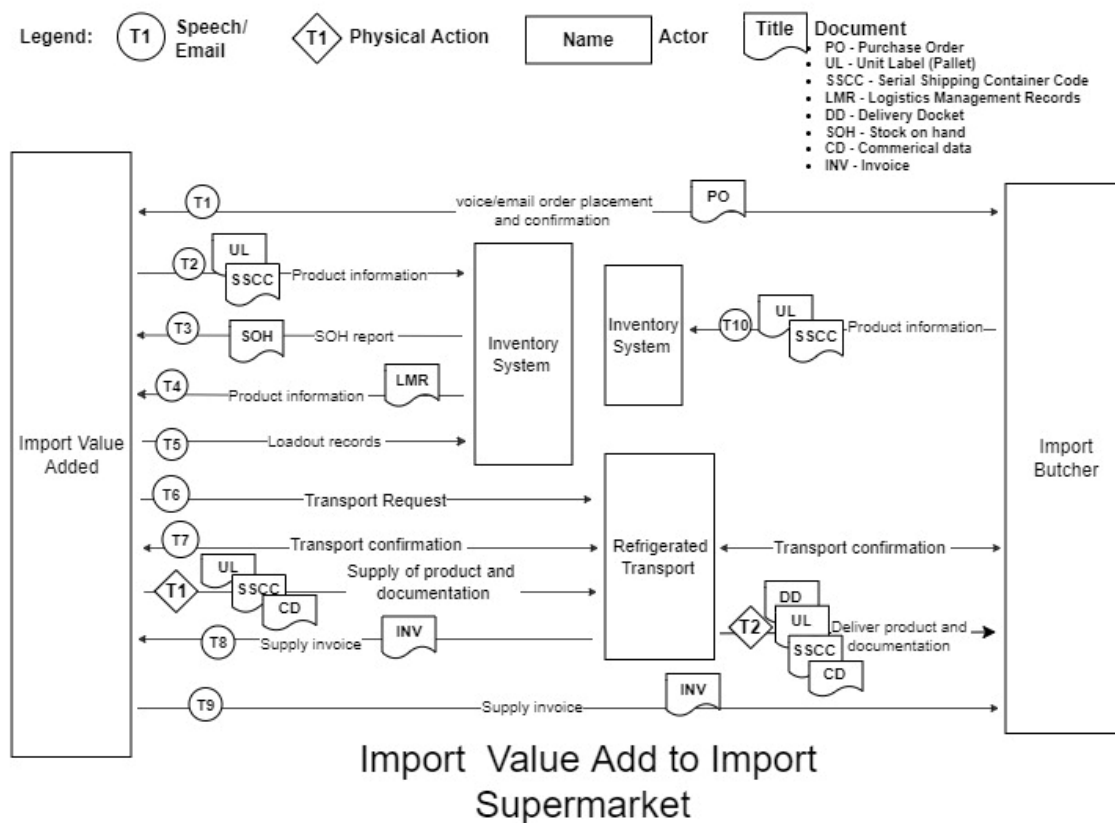 Legend:
T1
Speech/
Email
T1
Physical Action
Name
Actor
Title
Document
• PO - Purchase Order
• UL - Unit Label (Pallet)
• SSCC - Serial Shipping Container Code
• LMR - Logistics Management Records
• DD - Delivery Docket
• SOH - Stock on hand
• CD - Commerical data
• INV - Invoice
T1
voice/email order placement
and confirmation
PO
T2
UL
SSCC
Product information
T3
SOH
SOH report
Inventory
System
Inventory
System
T10
UL
SSCC
Product information
T4
Product information
LMR
Import Value
Added
T5
Loadout records
Import
Butcher
T6
Transport Request
T7
Transport confirmation
Refrigerated
Transport
Transport confirmation
T1
UL
SSCC
CD
Supply of product and
documentation
T2
DD
UL
SSCC
CD
Deliver product and
documentation
T8
Supply invoice
INV
T9
Supply invoice
INV
Import Value Add to Import
Supermarket